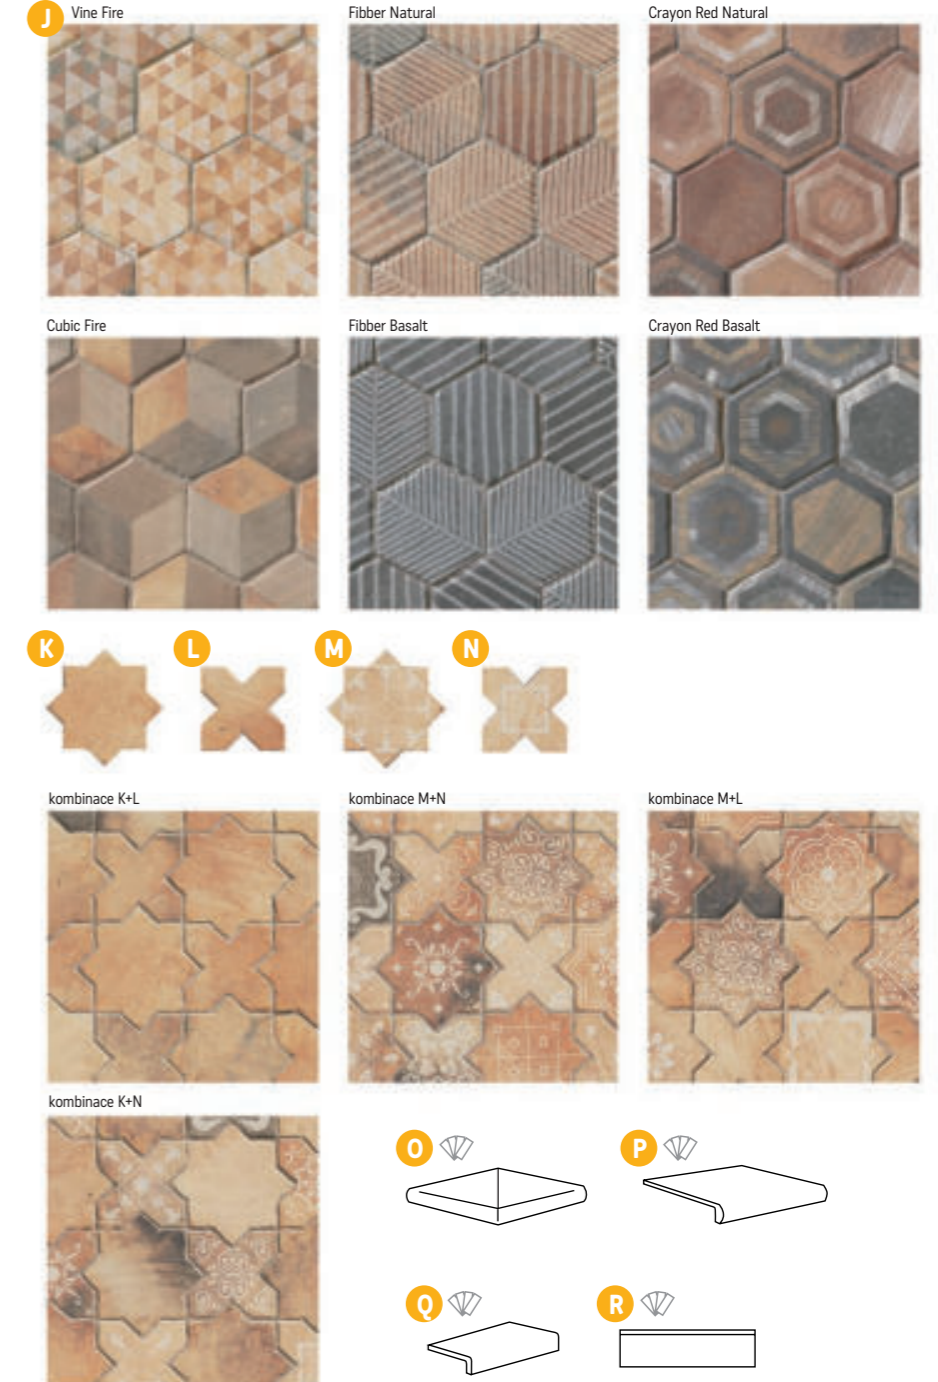 J Vine Fire
Fibber Natural
Crayon Red Natural
Cubic Fire
Fibber Basalt
Crayon Red Basalt
K
L
M
N
kombinace K+L
kombinace M+N
kombinace M+L
kombinace K+N
O
P
Q
R